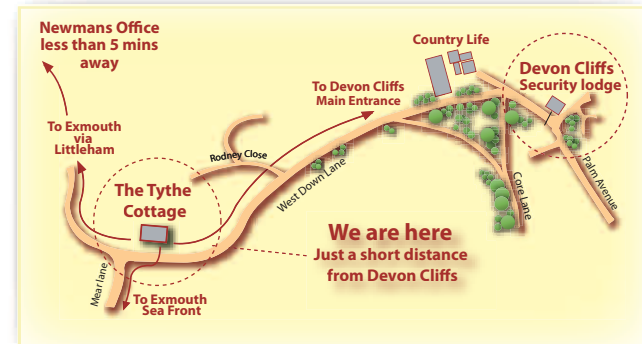 Newmans Office
less than 5 mins
away
Country Life
Devon Cliffs
Security lodge
To Devon Cliffs
Main Entrance
To Exmouth
via
Littleham
Rodney Close
The Tythe
Cottage
West Down Lane
Core Lane
Palm Avenue
We are here
Just a short distance
from Devon Cliffs
Mear lane
To Exmouth
Sea Front